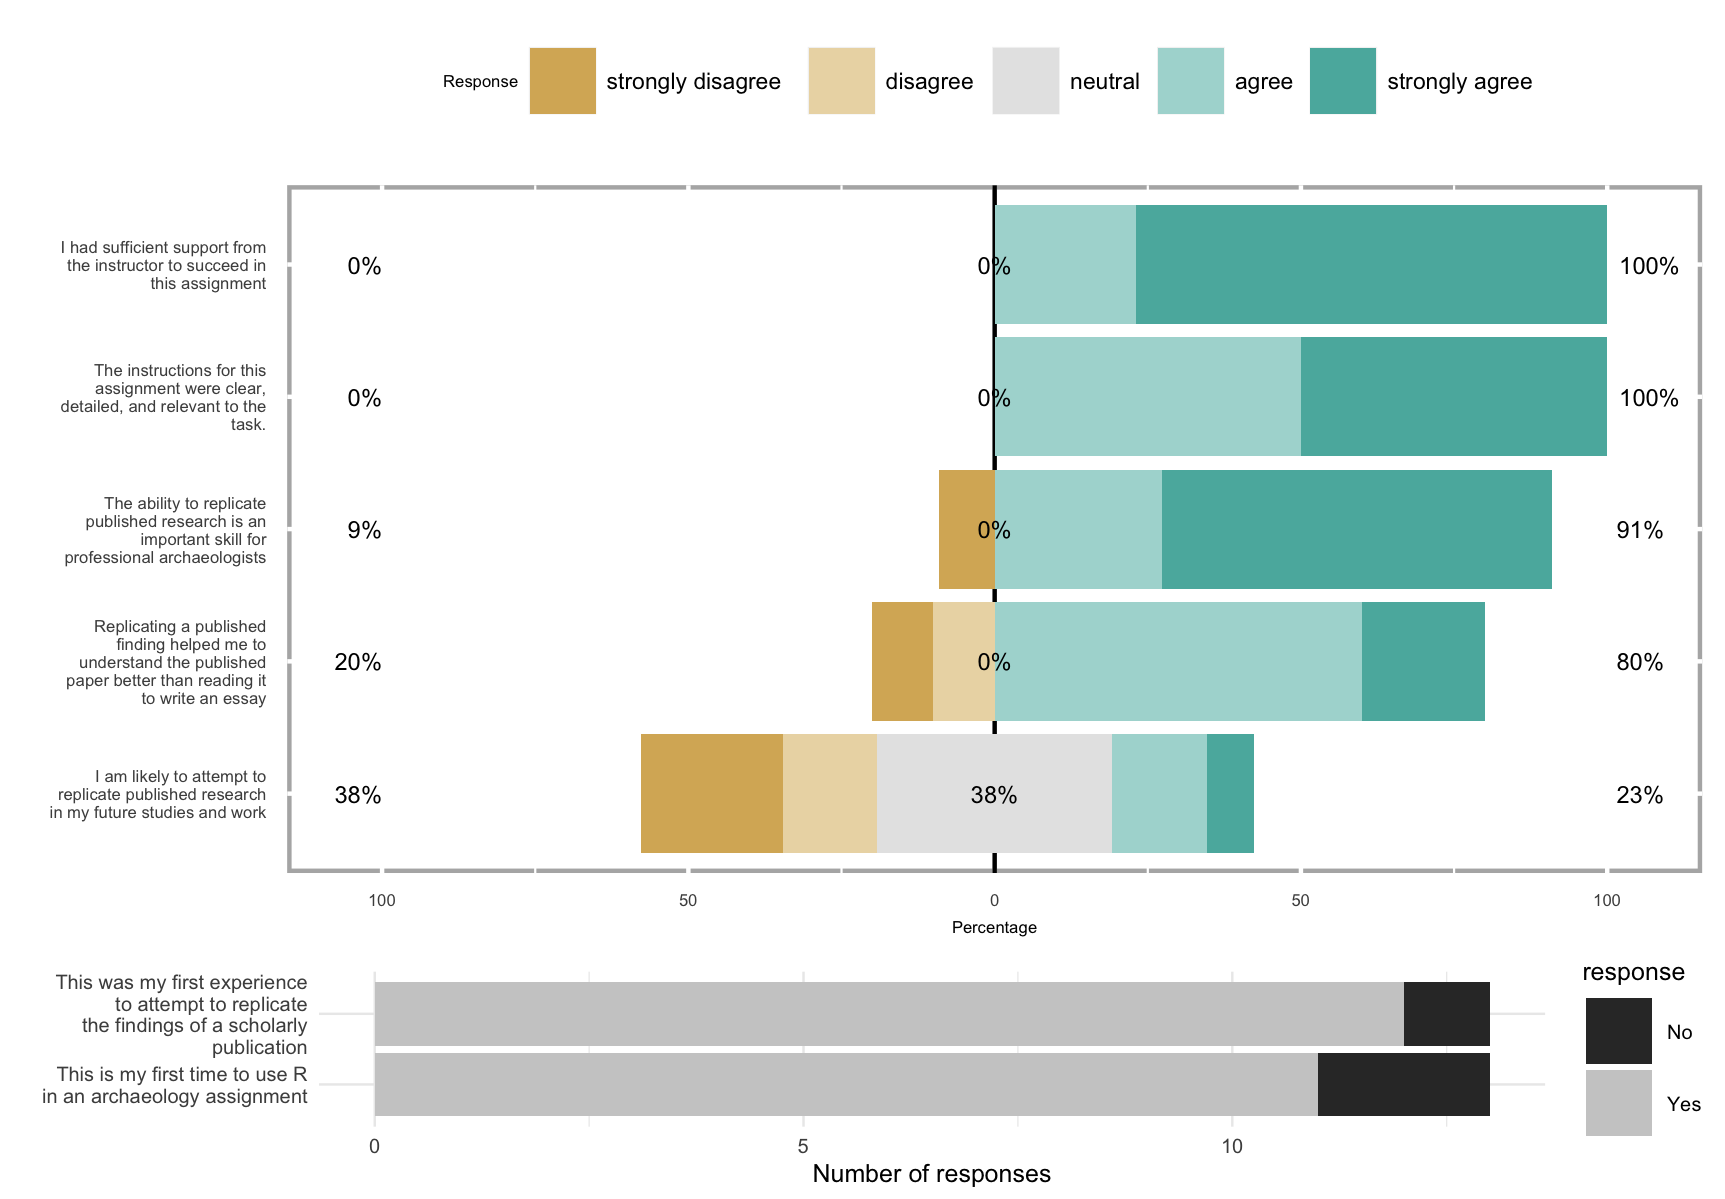 Response strongly disagree disagree neutral agree strongly agree
I had sufficient support from
the instructor to succeed in
this assignment
0% 0% 100%
The instructions for this
assignment were clear,
detailed, and relevant to the
task.
0% 0% 100%
The ability to replicate
published research is an
important skill for
professional archaeologists
9% 0% 91%
Replicating a published
finding helped me to
understand the published
paper better than reading it
to write an essay
20% 0% 80%
I am likely to attempt to
replicate published research
in my future studies and work
38% 38% 23%
100 50 0 50 100
Percentage
This was my first experience
to attempt to replicate
the findings of a scholarly
publication
This is my first time to use R
in an archaeology assignment
0 5 10
Number of responses
response
No
Yes